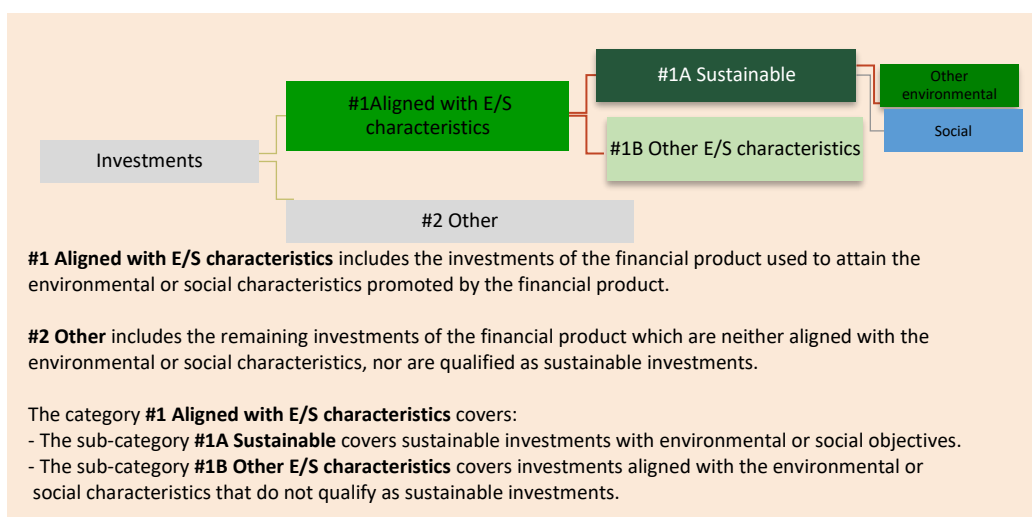 #1A Sustainable
Other
environmental
#1Aligned with E/S
characteristics
Social
#1B Other E/S characteristics
Investments
#2 Other
#1 Aligned with E/S characteristics includes the investments of the financial product used to attain the
environmental or social characteristics promoted by the financial product.
#2 Other includes the remaining investments of the financial product which are neither aligned with the
environmental or social characteristics, nor are qualified as sustainable investments.
The category #1 Aligned with E/S characteristics covers:
- The sub-category #1A Sustainable covers sustainable investments with environmental or social objectives.
- The sub-category #1B Other E/S characteristics covers investments aligned with the environmental or
social characteristics that do not qualify as sustainable investments.